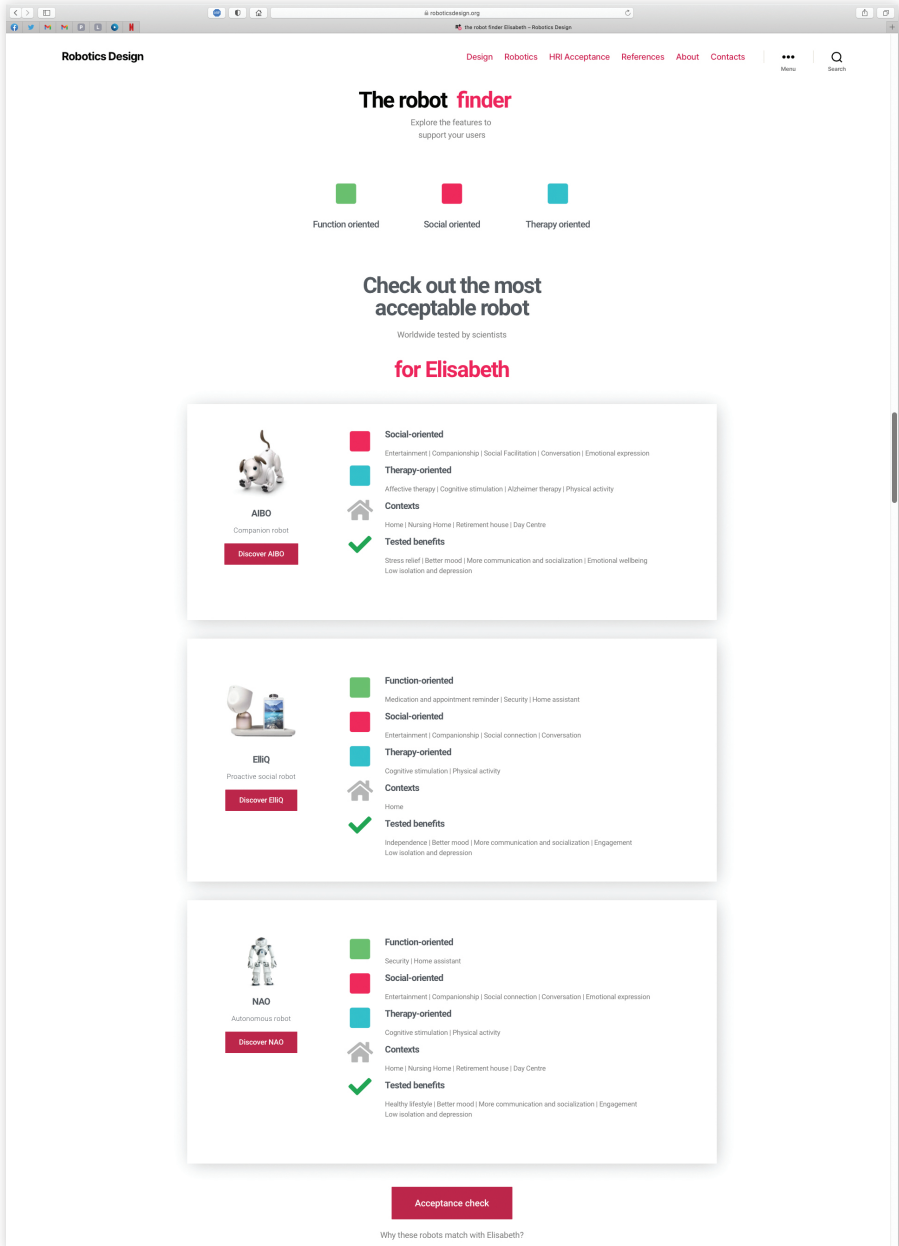 roboticsdesign.org
the robot finder Elisabeth – Robotics Design
Robotics Design
Design Robotics HRI Acceptance References About Contacts
Menu
Search
The robot finder
Explore the features to
support your users
Function oriented
Social oriented
Therapy oriented
Check out the most
acceptable robot
Worldwide tested by scientists
for Elisabeth
AIBO
Companion robot
Discover AIBO
Social-oriented
Entertainment | Companionship | Social Facilitation | Conversation | Emotional expression
Therapy-oriented
Affective therapy | Cognitive stimulation | Alzheimer therapy | Physical activity
Contexts
Home | Nursing Home | Retirement house | Day Centre
Tested benefits
Stress relief | Better mood | More communication and socialization | Emotional wellbeing
Low isolation and depression
ElliQ
Proactive social robot
Discover ElliQ
Function-oriented
Medication and appointment reminder | Security | Home assistant
Social-oriented
Entertainment | Companionship | Social connection | Conversation
Therapy-oriented
Cognitive stimulation | Physical activity
Contexts
Home
Tested benefits
Independence | Better mood | More communication and socialization | Engagement
Low isolation and depression
NAO
Autonomous robot
Discover NAO
Function-oriented
Security | Home assistant
Social-oriented
Entertainment | Companionship | Social connection | Conversation | Emotional expression
Therapy-oriented
Cognitive stimulation | Physical activity
Contexts
Home | Nursing Home | Retirement house | Day Centre
Tested benefits
Healthy lifestyle | Better mood | More communication and socialization | Engagement
Low isolation and depression
Acceptance check
Why these robots match with Elisabeth?